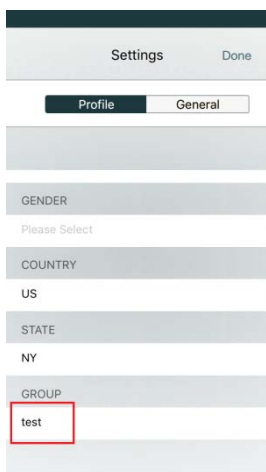 Settings Done
Profile General
GENDER
Please Select
COUNTRY
US
STATE
NY
GROUP
test